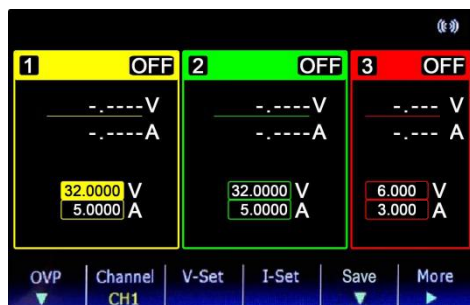 1 OFF 2 OFF 3 OFF
-.----V -.----V -.---V
-.----A -.----A -.--- A
32.0000 V 32.0000 V 6.000 V
5.0000 A 5.0000 A 3.000 A
OVP Channel V-Set I-Set Save More
CH1